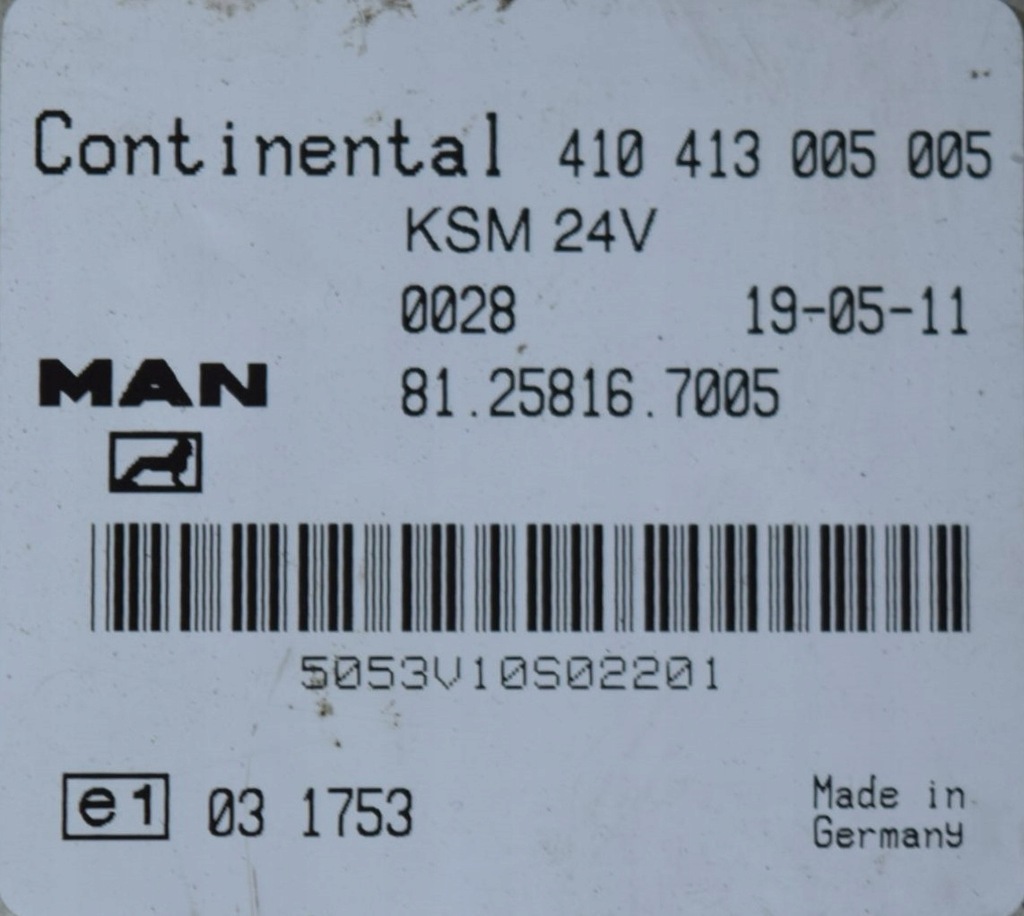 Continental 410 413 005 005
KSM 24V
0028 19-05-11
MAN 81.25816.7005
5053V10S02201
e1 03 1753
Made in
Germany